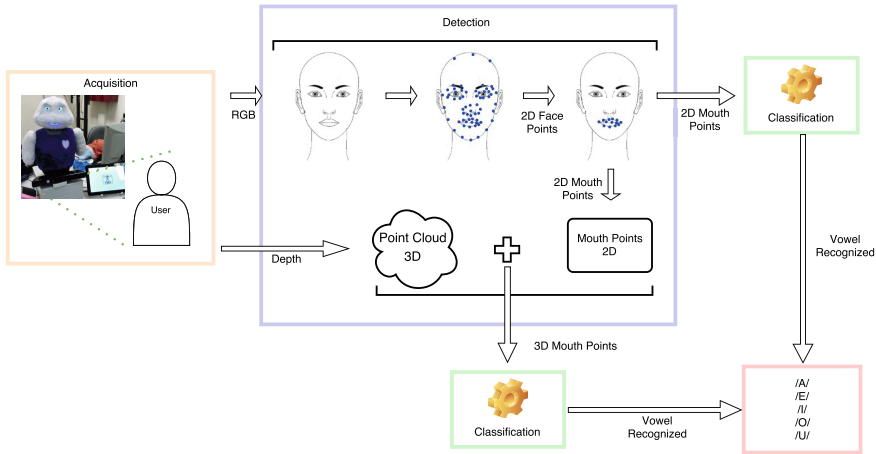 Detection
Acquisition
RGB
2D Face
Points
2D Mouth
Points
Classification
User
2D Mouth
Points
Depth
Point Cloud
3D
Mouth Points
2D
Vowel
Recognized
3D Mouth Points
Classification
Vowel
Recognized
/A/
/E/
/I/
/O/
/U/